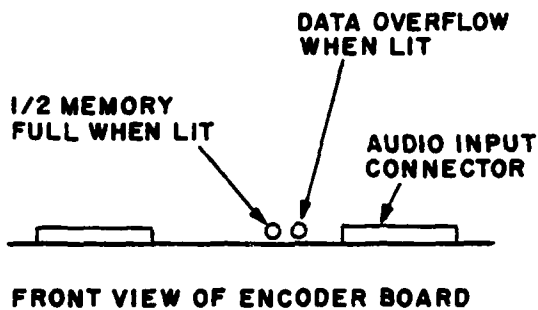 DATA OVERFLOW
WHEN LIT
1/2 MEMORY
FULL WHEN LIT
AUDIO INPUT
CONNECTOR
FRONT VIEW OF ENCODER BOARD